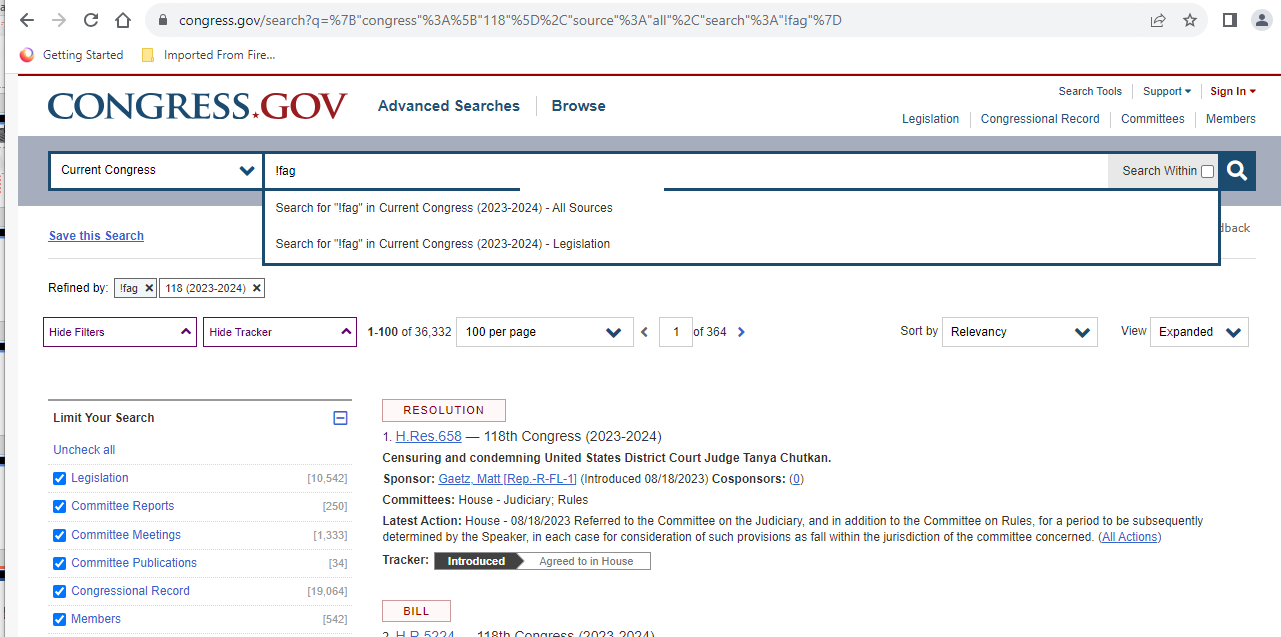 congress.gov/search?q=%7B"congress"%3A%5B"118"%5D%2C"source"%3A"all"%2C"search"%3A"!fag"%7D
Getting Started Imported From Fire...
CONGRESS.GOV Advanced Searches Browse
Search Tools Support Sign In
Legislation Congressional Record Committees Members
Current Congress !fag Search Within
Search for "!fag" in Current Congress (2023-2024) - All Sources
Search for "!fag" in Current Congress (2023-2024) - Legislation
Save this Search dback
Refined by: !fag × 118 (2023-2024) ×
Hide Filters Hide Tracker 1-100 of 36,332 100 per page 1 of 364 Sort by Relevancy View Expanded
Limit Your Search
Uncheck all
Legislation [10,542]
Committee Reports [250]
Committee Meetings [1,333]
Committee Publications [34]
Congressional Record [19,064]
Members [542]
RESOLUTION
1. H.Res.658 — 118th Congress (2023-2024)
Censuring and condemning United States District Court Judge Tanya Chutkan.
Sponsor: Gaetz, Matt [Rep.-R-FL-1] (Introduced 08/18/2023) Cosponsors: (0)
Committees: House - Judiciary; Rules
Latest Action: House - 08/18/2023 Referred to the Committee on the Judiciary, and in addition to the Committee on Rules, for a period to be subsequently
determined by the Speaker, in each case for consideration of such provisions as fall within the jurisdiction of the committee concerned. (All Actions)
Tracker: Introduced Agreed to in House
BILL
2. H.R.5224 — 118th Congress (2023-2024)